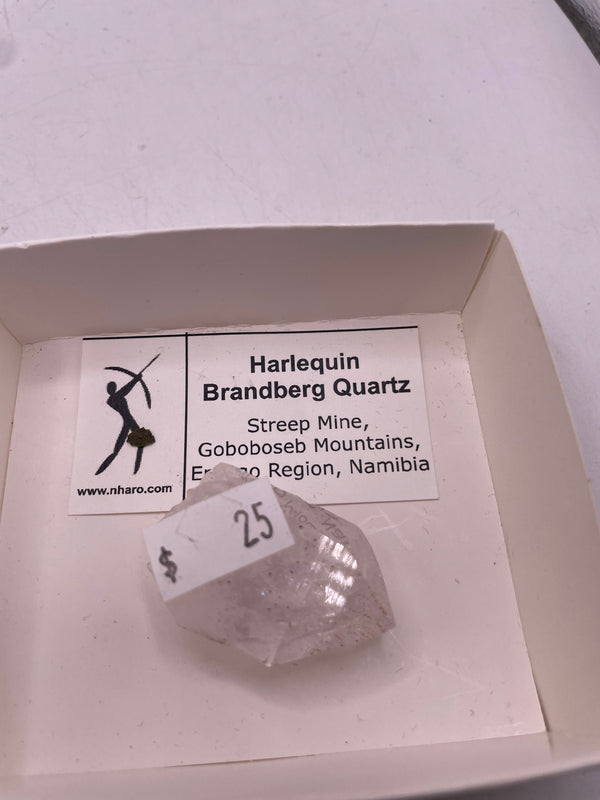 Harlequin
Brandberg Quartz
Streep Mine,
Goboboseb Mountains,
Region, Namibia
www.nharo.com
$ 25